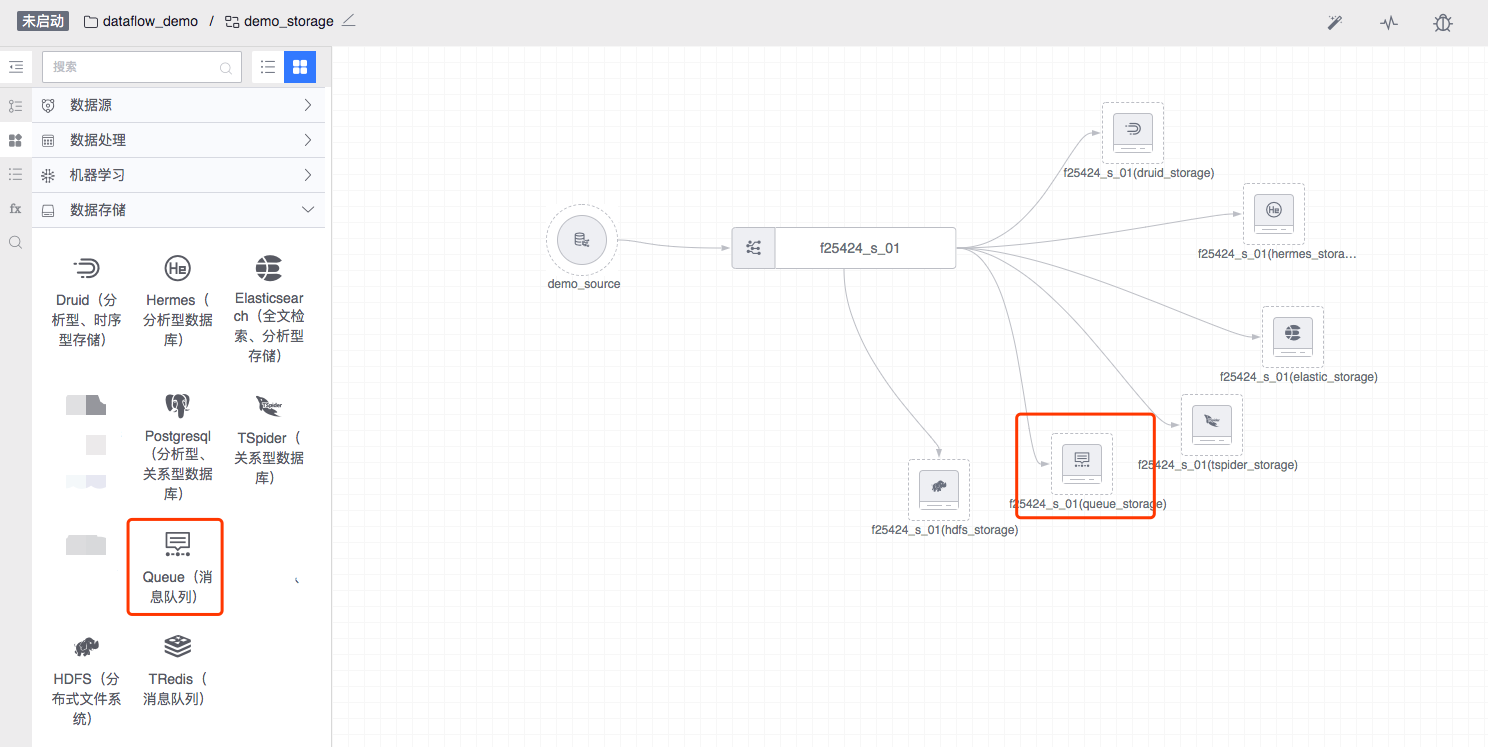 未启动 dataflow_demo / demo_storage
搜索
数据源
数据处理
机器学习
fx
数据存储
Druid（分
析型、时序
型存储）
Hermes（
分析型数据
库）
Elasticsear
ch（全文检
索、分析型
存储）
Postgresql
（分析型、
关系型数据
库）
TSpider
TSpider（
关系型数据
库）
Queue（消
息队列）
HDFS（分
布式文件系
统）
TRedis（
消息队列）
demo_source
f25424_s_01
f25424_s_01(druid_storage)
He
f25424_s_01(hermes_stora...
f25424_s_01(elastic_storage)
f25424_s_01(tspider_storage)
f25424_s_01(queue_storage)
f25424_s_01(hdfs_storage)